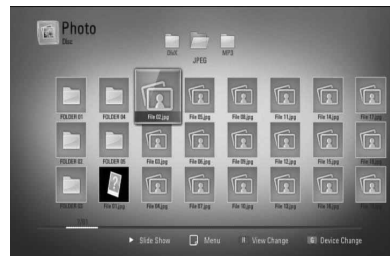 Photo
Disc
DivX
JPEG
MP3
FOLDER 01
FOLDER 04
File 02.jpg
File 05.jpg
File 08.jpg
File 11.jpg
File 14.jpg
File 17.jpg
FOLDER 02
FOLDER 05
File 03.jpg
File 06.jpg
File 09.jpg
File 12.jpg
File 15.jpg
FOLDER 03
File 01.jpg
File 04.jpg
File 07.jpg
File 10.jpg
File 13.jpg
File 16.jpg
Slide Show
Menu
R View Change
G Device Change